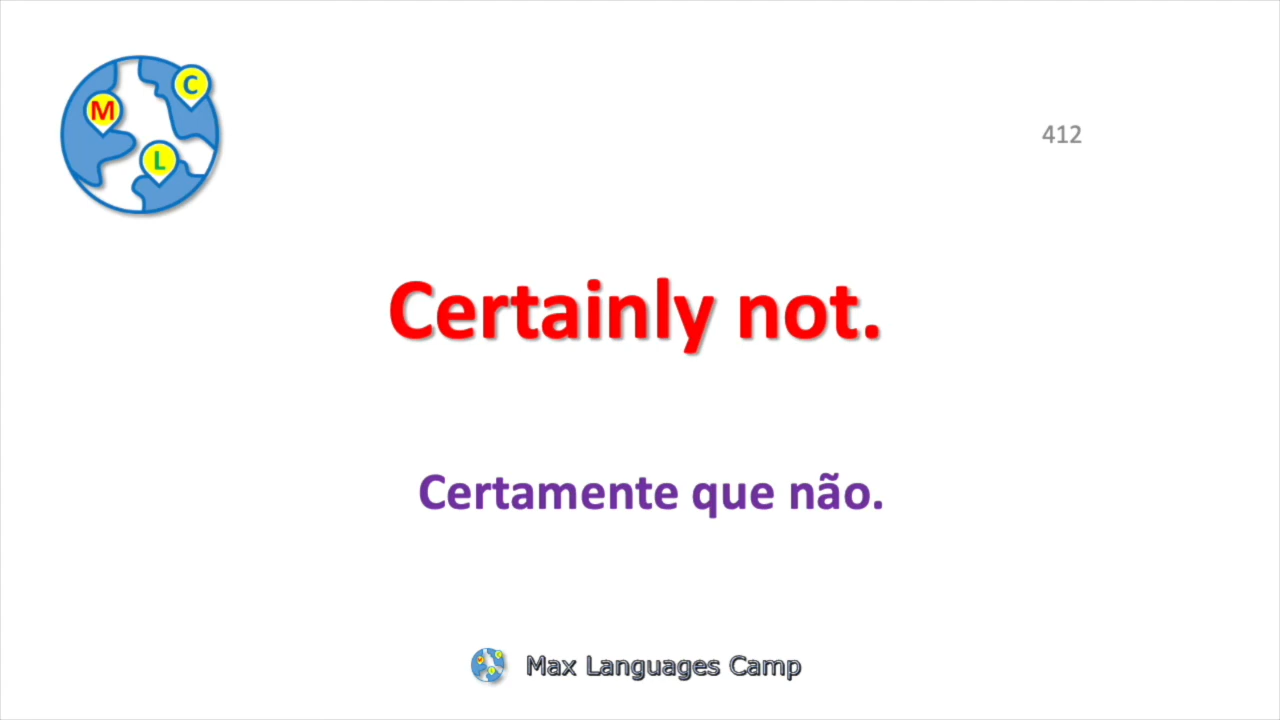 M
C
L
412
Certainly not.
Certamente que não.
Max Languages Camp